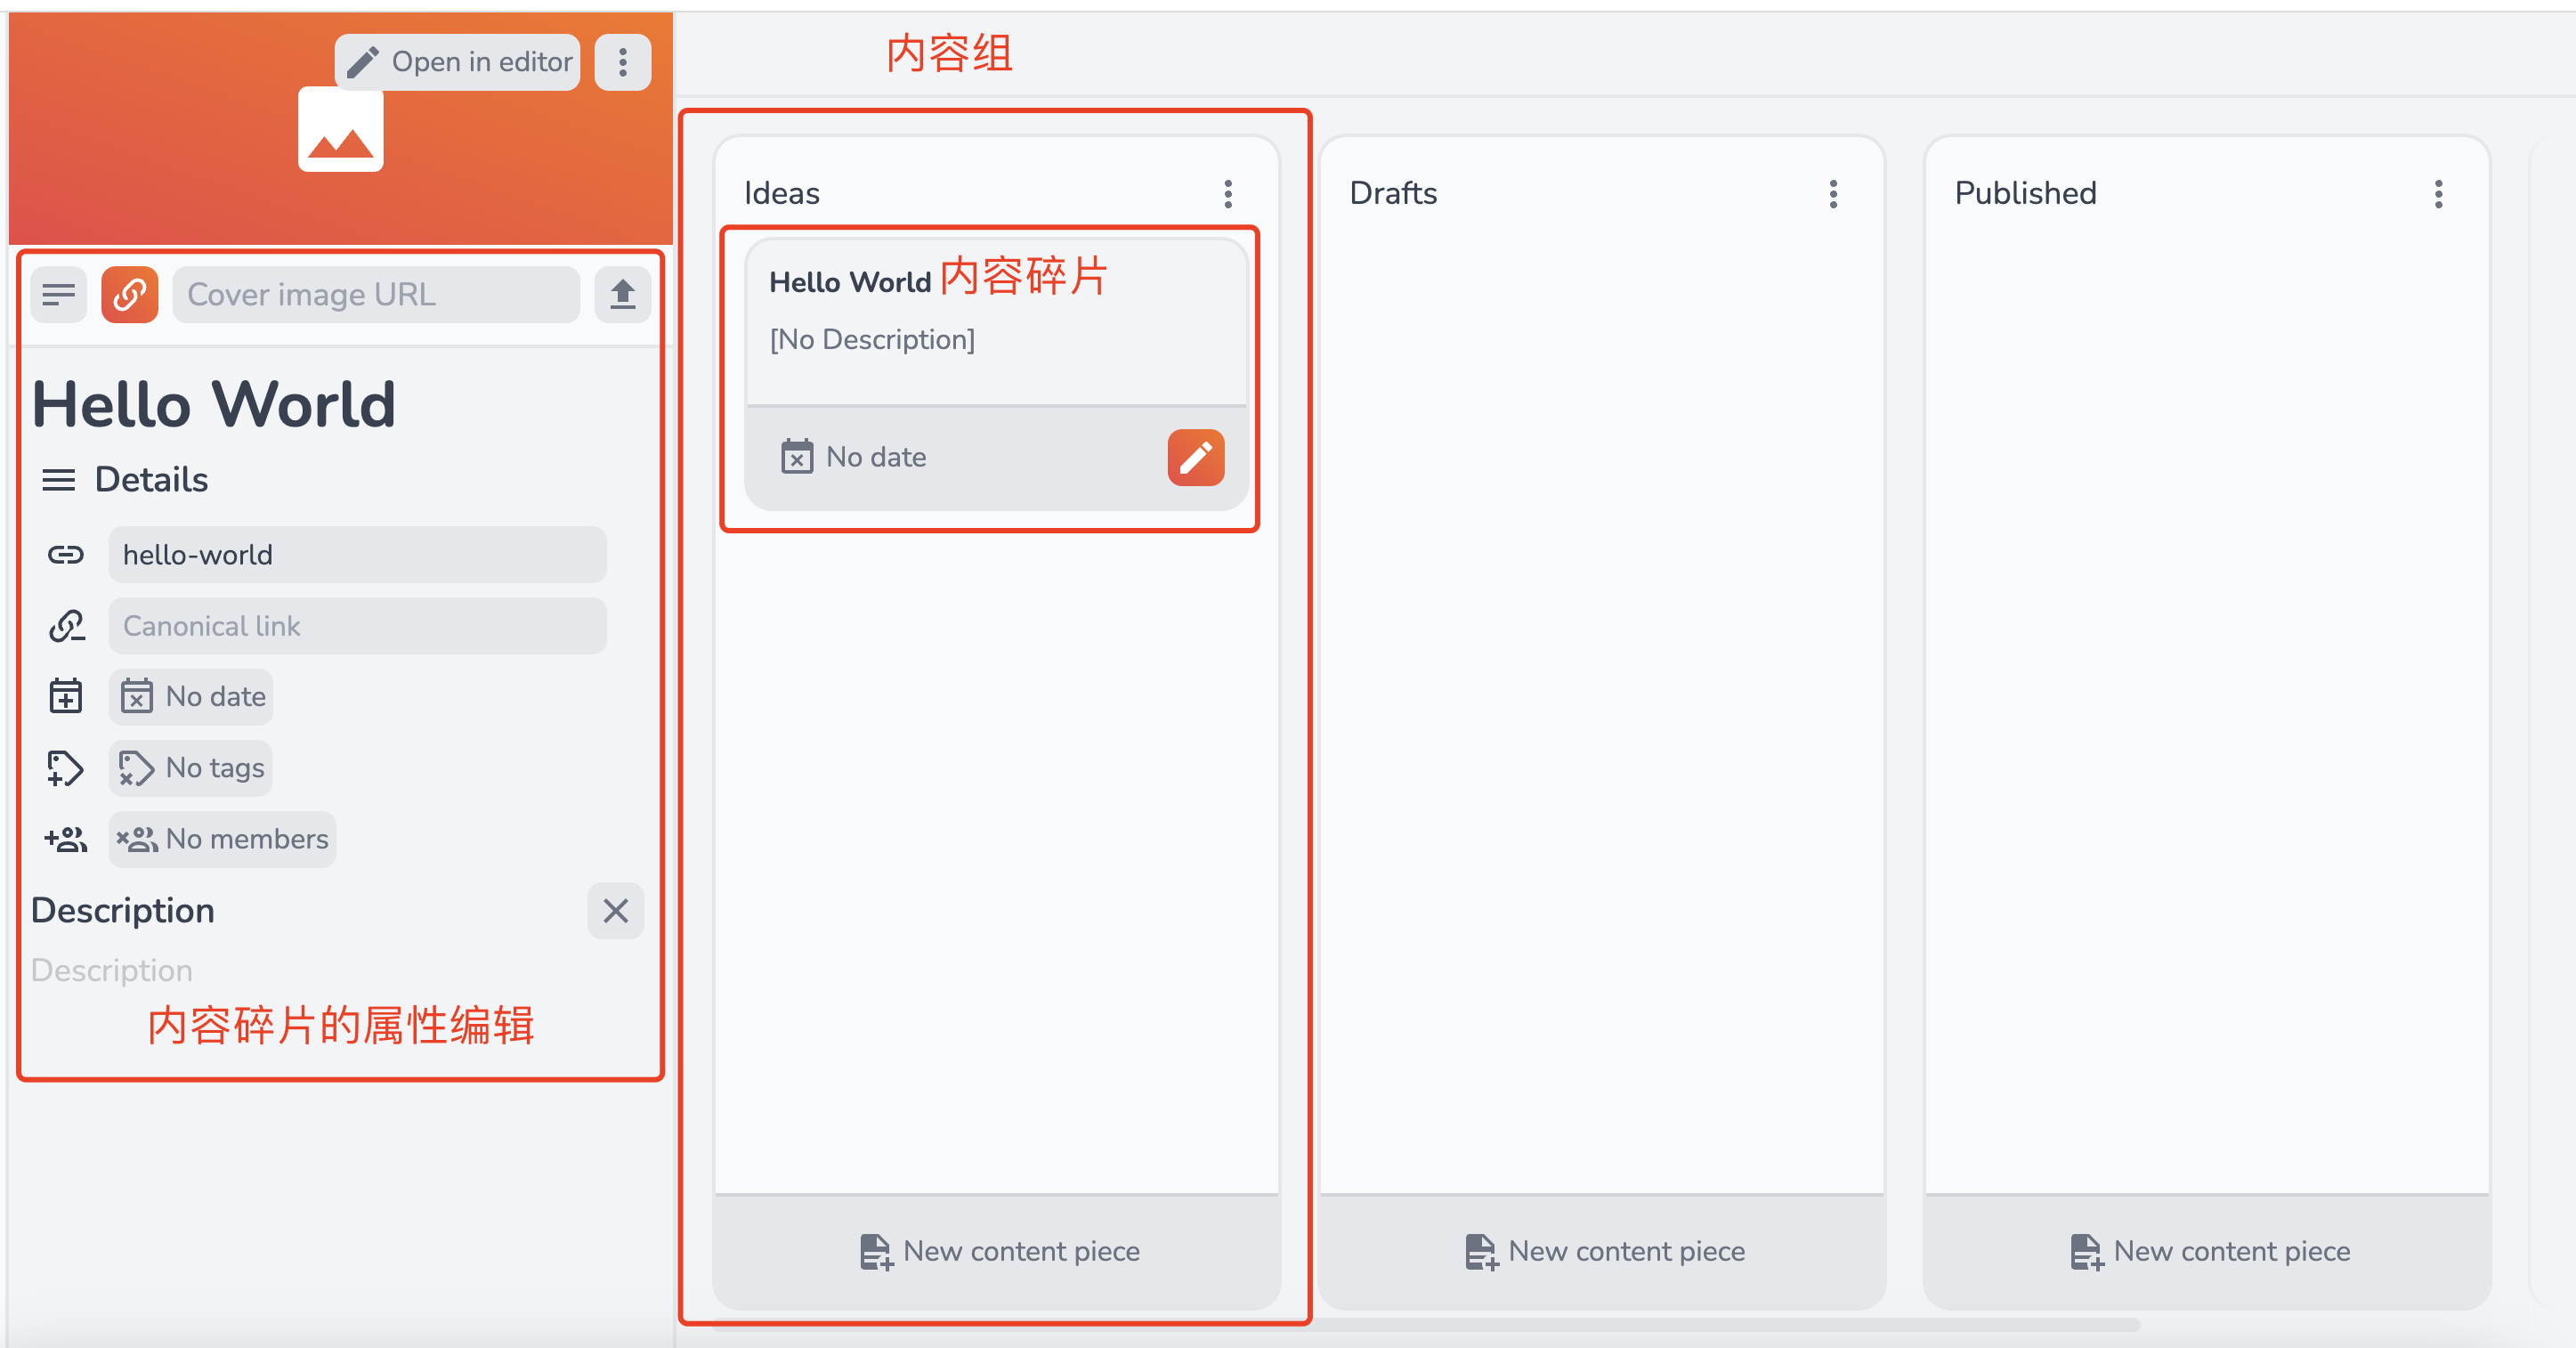 Open in editor
Cover image URL
Hello World
Details
hello-world
Canonical link
No date
No tags
No members
Description
Description
内容碎片的属性编辑
内容组
Ideas
Hello World 内容碎片
[No Description]
No date
New content piece
Drafts
New content piece
Published
New content piece